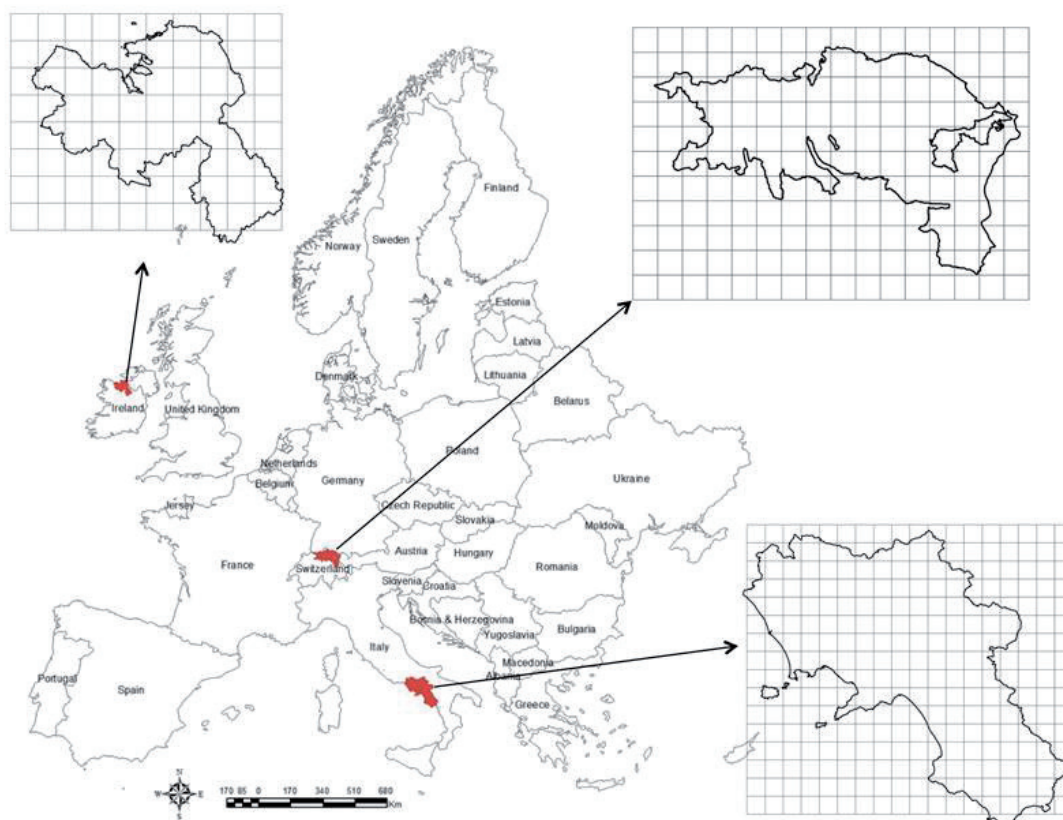 Finland
Norway
Sweden
Estonia
Latvia
Lithuania
Denmark
Belarus
Ireland
United Kingdom
Netherlands
Poland
Belgium
Germany
Ukraine
Jersey
Czech Republic
Slovakia
Moldova
France
Austria
Hungary
Switzerland
Romania
Slovenia
Croatia
Bosnia & Herzegovina
Italy
Yugoslavia
Bulgaria
Macedonia
Albania
Portugal
Spain
Greece
N
W E
S
170 85 0 170 340 510 680
Km